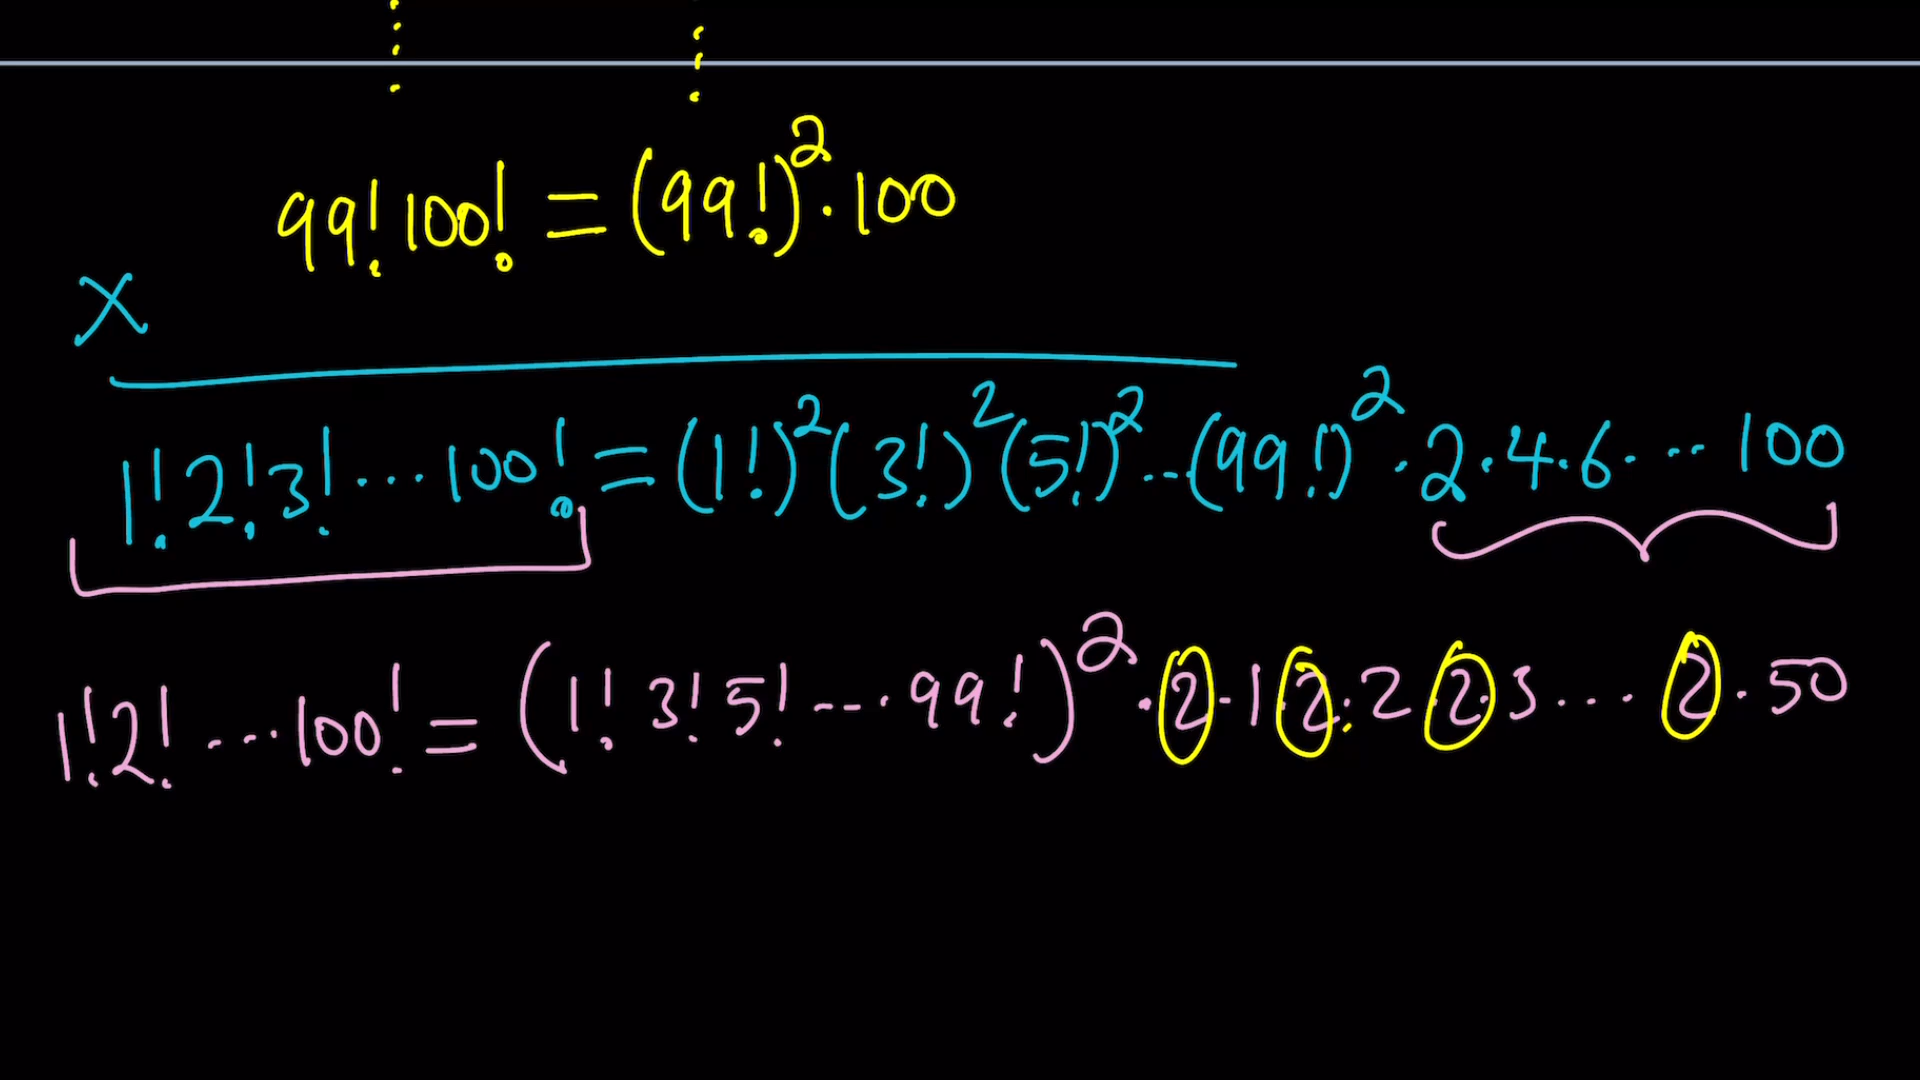 99! 100! = (99!)² · 100
×
1! 2! 3! ... 100! = (1!)² (3!)² (5!)² ... (99!)² · 2 · 4 · 6 · ... 100
1! 2! ... 100! = (1! 3! 5! ... 99!)² · 2 · 1 2 · 2 2 · 3 ... 2 · 50